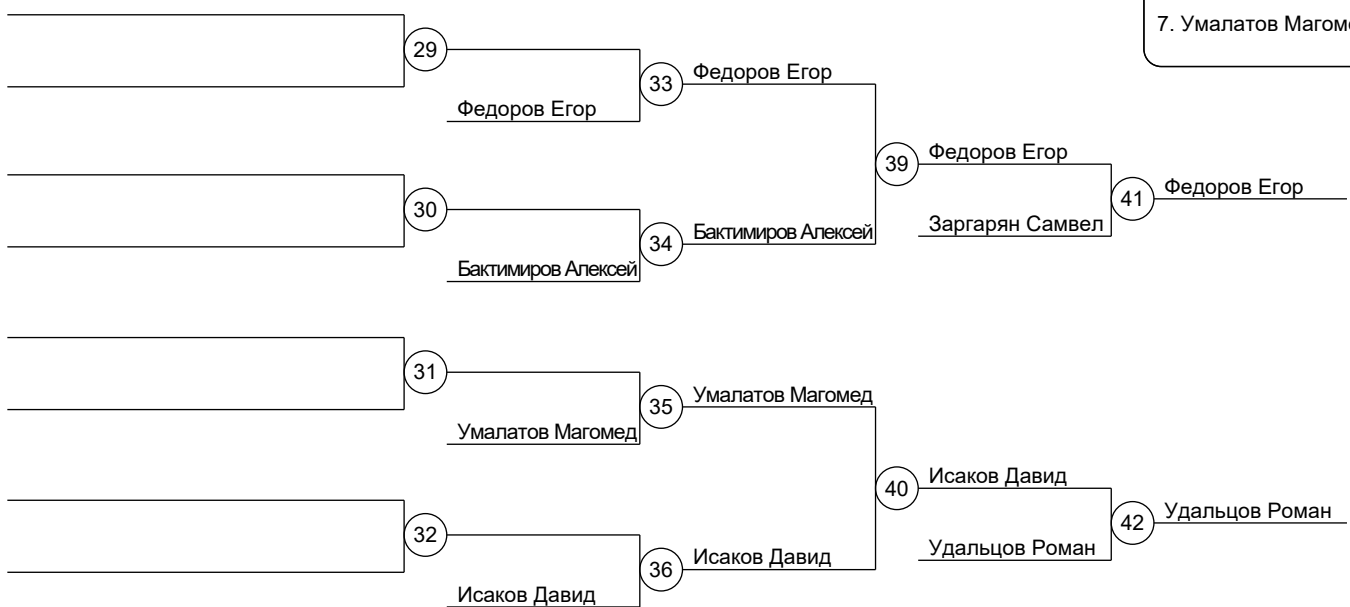 7. Умалатов
29
33
Федоров Егор
Федоров Егор
39
Федоров Егор
41
Федоров Егор
30
34
Бактимиров Алексей
Заргарян Самвел
Бактимиров Алексей
31
35
Умалатов Магомед
Умалатов Магомед
40
Исаков Давид
42
Удальцов Роман
32
36
Исаков Давид
Удальцов Роман
Исаков Давид